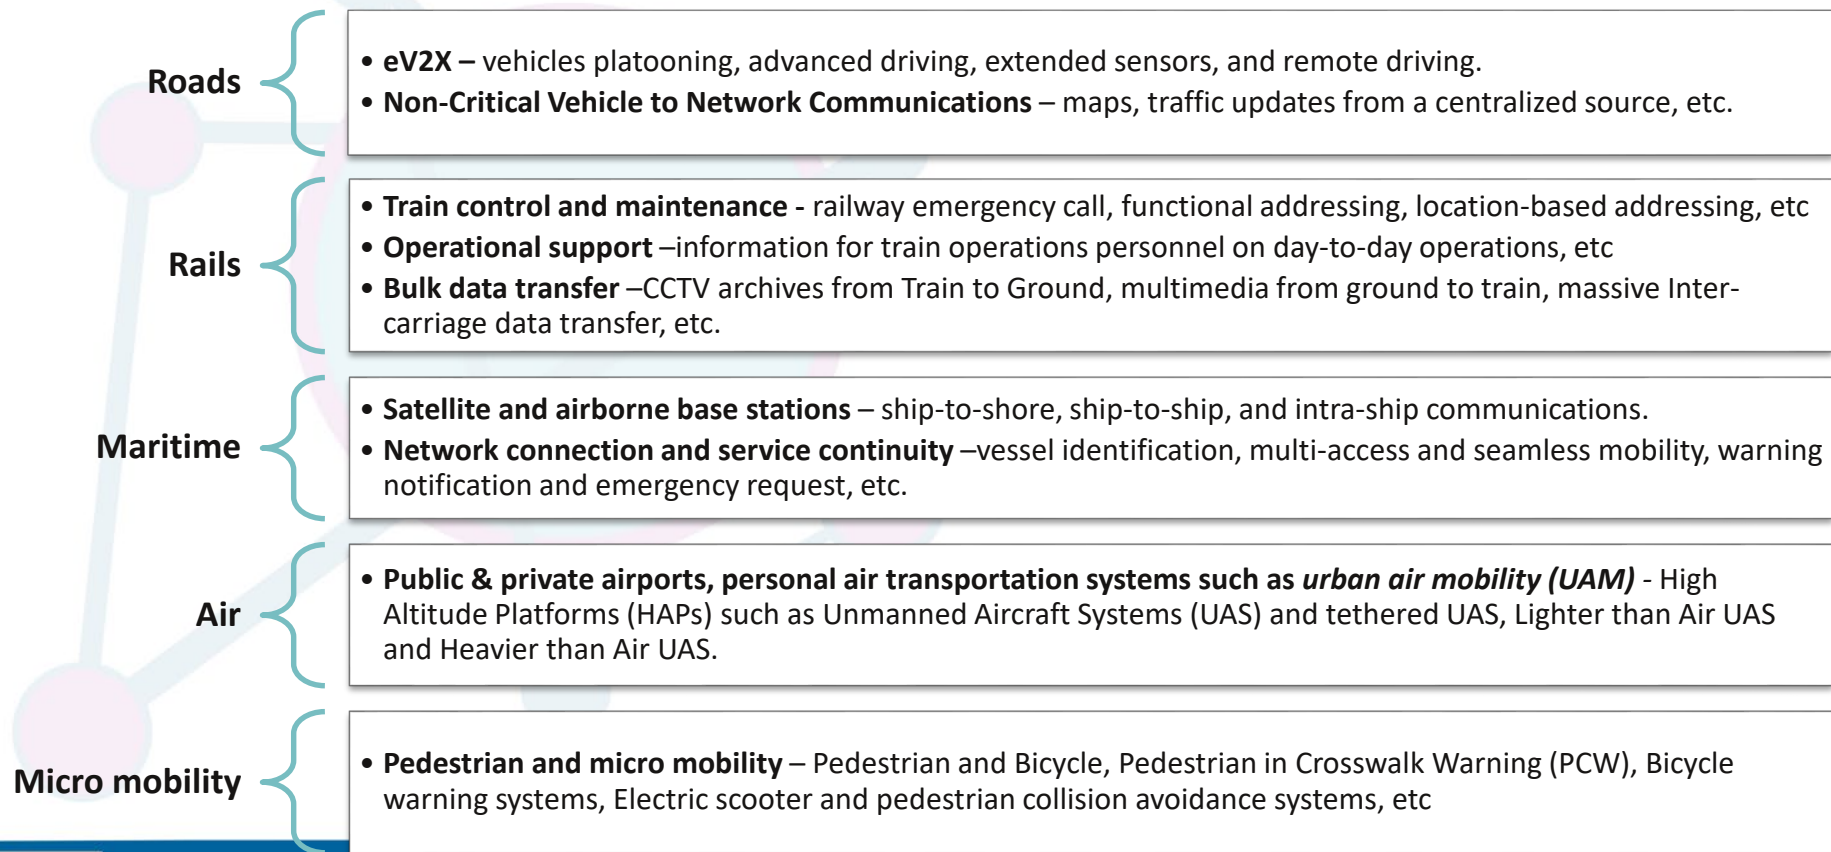 Roads
• eV2X – vehicles platooning, advanced driving, extended sensors, and remote driving.
• Non-Critical Vehicle to Network Communications – maps, traffic updates from a centralized source, etc.
Rails
• Train control and maintenance - railway emergency call, functional addressing, location-based addressing, etc
• Operational support –information for train operations personnel on day-to-day operations, etc
• Bulk data transfer –CCTV archives from Train to Ground, multimedia from ground to train, massive Inter-
carriage data transfer, etc.
Maritime
• Satellite and airborne base stations – ship-to-shore, ship-to-ship, and intra-ship communications.
• Network connection and service continuity –vessel identification, multi-access and seamless mobility, warning
notification and emergency request, etc.
Air
• Public & private airports, personal air transportation systems such as urban air mobility (UAM) - High
Altitude Platforms (HAPs) such as Unmanned Aircraft Systems (UAS) and tethered UAS, Lighter than Air UAS
and Heavier than Air UAS.
Micro mobility
• Pedestrian and micro mobility – Pedestrian and Bicycle, Pedestrian in Crosswalk Warning (PCW), Bicycle
warning systems, Electric scooter and pedestrian collision avoidance systems, etc